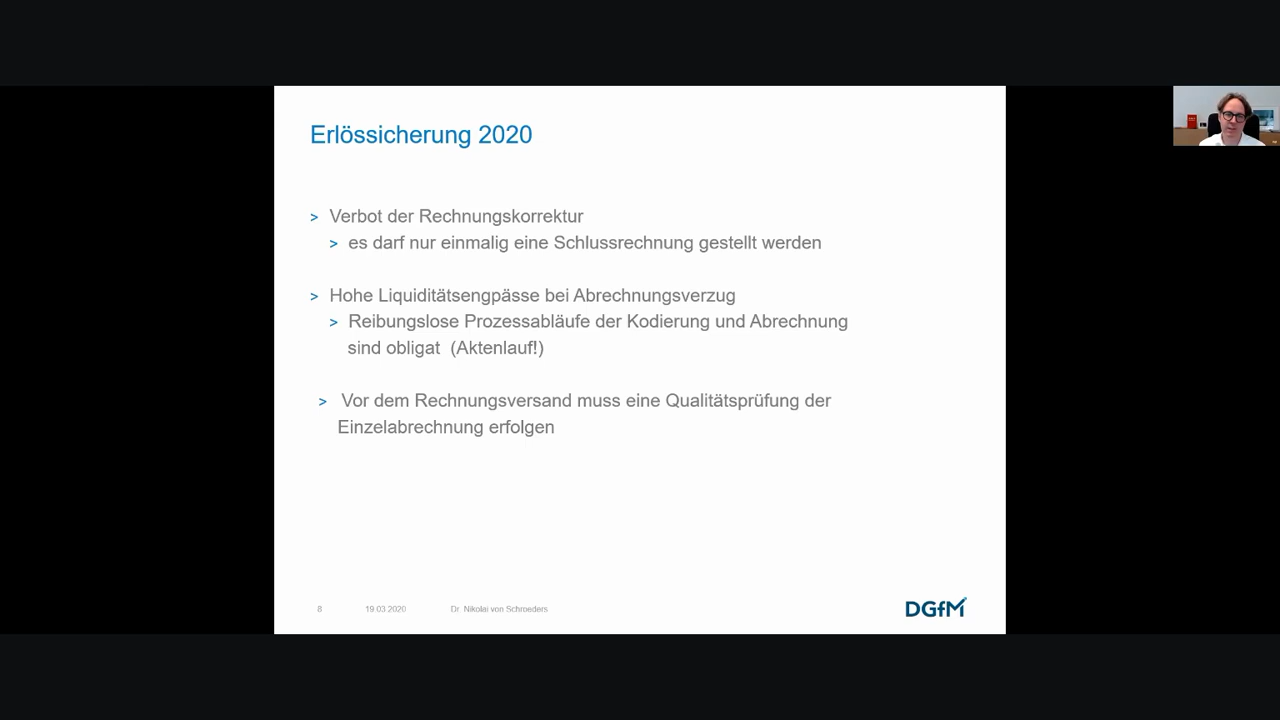 Erlössicherung 2020
> Verbot der Rechnungskorrektur
> es darf nur einmalig eine Schlussrechnung gestellt werden
> Hohe Liquiditätsengpässe bei Abrechnungsverzug
> Reibungslose Prozessabläufe der Kodierung und Abrechnung
sind obligat (Aktenlauf!)
> Vor dem Rechnungsversand muss eine Qualitätsprüfung der
Einzelabrechnung erfolgen
8 19.03.2020 Dr. Nikolai von Schroeders
DGfM